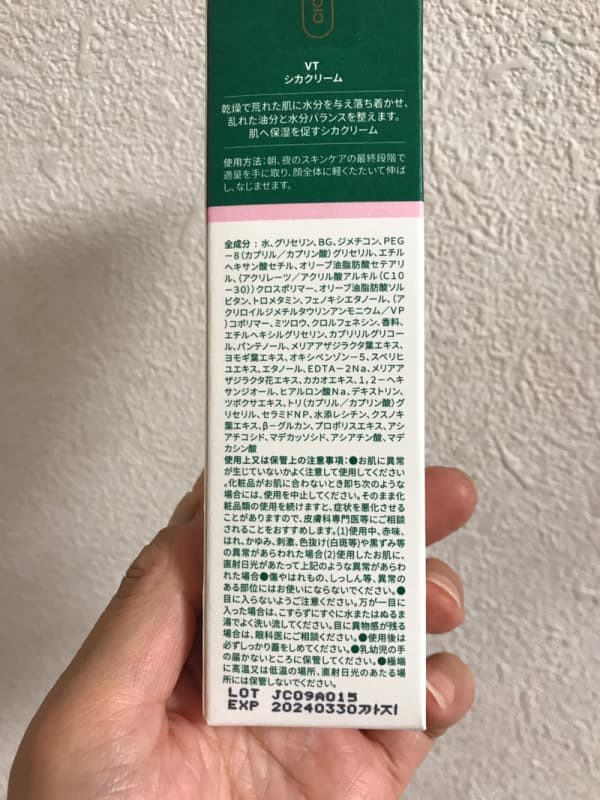 CIC
VT
シカクリーム
乾燥で荒れた肌に水分を与え落ち着かせ、
乱れた油分と水分バランスを整えます。
肌へ保湿を促すシカクリーム
使用方法：朝、夜のスキンケアの最終段階で
適量を手に取り、顔全体に軽くたたいて伸ば
し、なじませます。
全成分：水、グリセリン、BG、ジメチコン、PEG
－8（カプリル／カプリン酸）グリセリル、エチル
ヘキサン酸セチル、オリーブ油脂肪酸セテアリ
ル、（アクリレーツ／アクリル酸アルキル（C10
－30））クロスポリマー、オリーブ油脂肪酸ソル
ビタン、トロメタミン、フェノキシエタノール、（ア
クリロイルジメチルタウリンアンモニウム／VP
）コポリマー、ミツロウ、クロルフェネシン、香料、
エチルヘキシルグリセリン、カプリリルグリコー
ル、パンテノール、メリアアザジラクタ葉エキス、
ヨモギ葉エキス、オキシベンゾン－5、スベリヒ
ユエキス、エタノール、EDTA－2Na、メリアア
ザジラクタ花エキス、カカオエキス、1，2－ヘキ
サンジオール、ヒアルロン酸Na、デキストリン、
ツボクサエキス、トリ（カプリル／カプリン酸）グ
リセリル、セラミドNP、水添レシチン、クスノキ
葉エキス、β－グルカン、プロポリスエキス、アシ
アチコシド、マデカッソシド、アシアチン酸、マデ
カシン酸
使用上又は保管上の注意事項：●お肌に異常
が生じていないかよく注意して使用してください
。化粧品がお肌に合わないとき即ち次のような
場合には、使用を中止してください。そのまま化
粧品類の使用を続けますと、症状を悪化させる
ことがありますので、皮膚科専門医等にご相談
されることをおすすめします。(1)使用中、赤味、
はれ、かゆみ、刺激、色抜け(白斑等)や黒ずみ等
の異常があらわれた場合(2)使用したお肌に、
直射日光があたって上記のような異常があらわ
れた場合●傷やはれもの、しっしん等、異常の
ある部位にはお使いにならないでください。●
目に入らないようご注意ください。万が一目に
入った場合は、こすらずにすぐに水またはぬるま
湯でよく洗い流してください。目に異物感が残る
場合は、眼科医にご相談ください。●使用後は
必ずしっかり蓋をしめてください。●乳幼児の手
の届かないところに保管してください。●極端
に高温又は低温の場所、直射日光のあたる場
所には保管しないでください。
LOT JC09A015
EXP 20240330까지